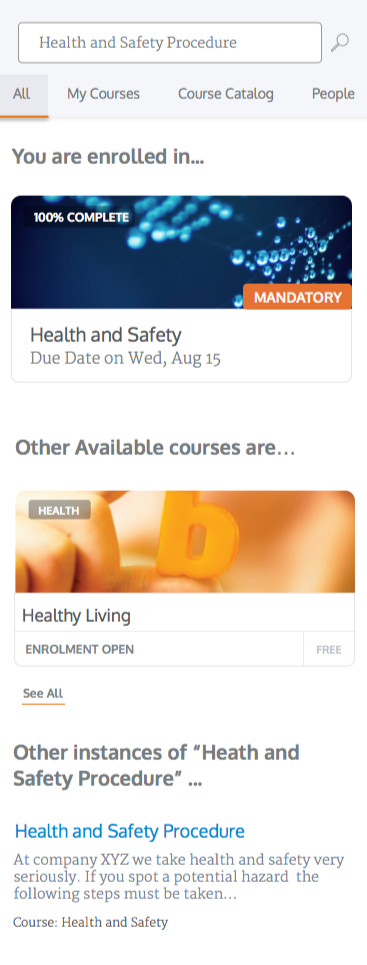 Health and Safety Procedure
All My Courses Course Catalog People
You are enrolled in...
100% COMPLETE
MANDATORY
Health and Safety
Due Date on Wed, Aug 15
Other Available courses are...
HEALTH
b
Healthy Living
ENROLMENT OPEN FREE
See All
Other instances of “Heath and
Safety Procedure” ...
Health and Safety Procedure
At company XYZ we take health and safety very
seriously. If you spot a potential hazard the
following steps must be taken...
Course: Health and Safety